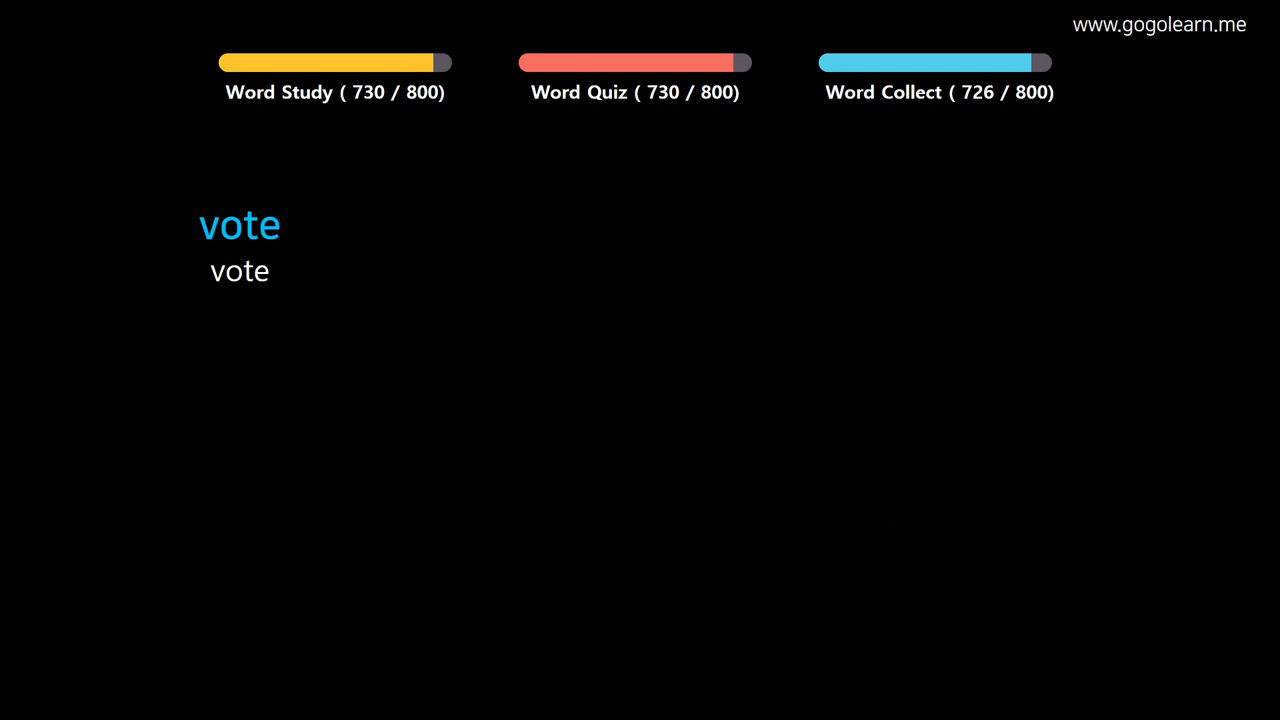 www.gogolearn.me
Word Study ( 730 / 800)
Word Quiz ( 730 / 800)
Word Collect ( 726 / 800)
vote
vote